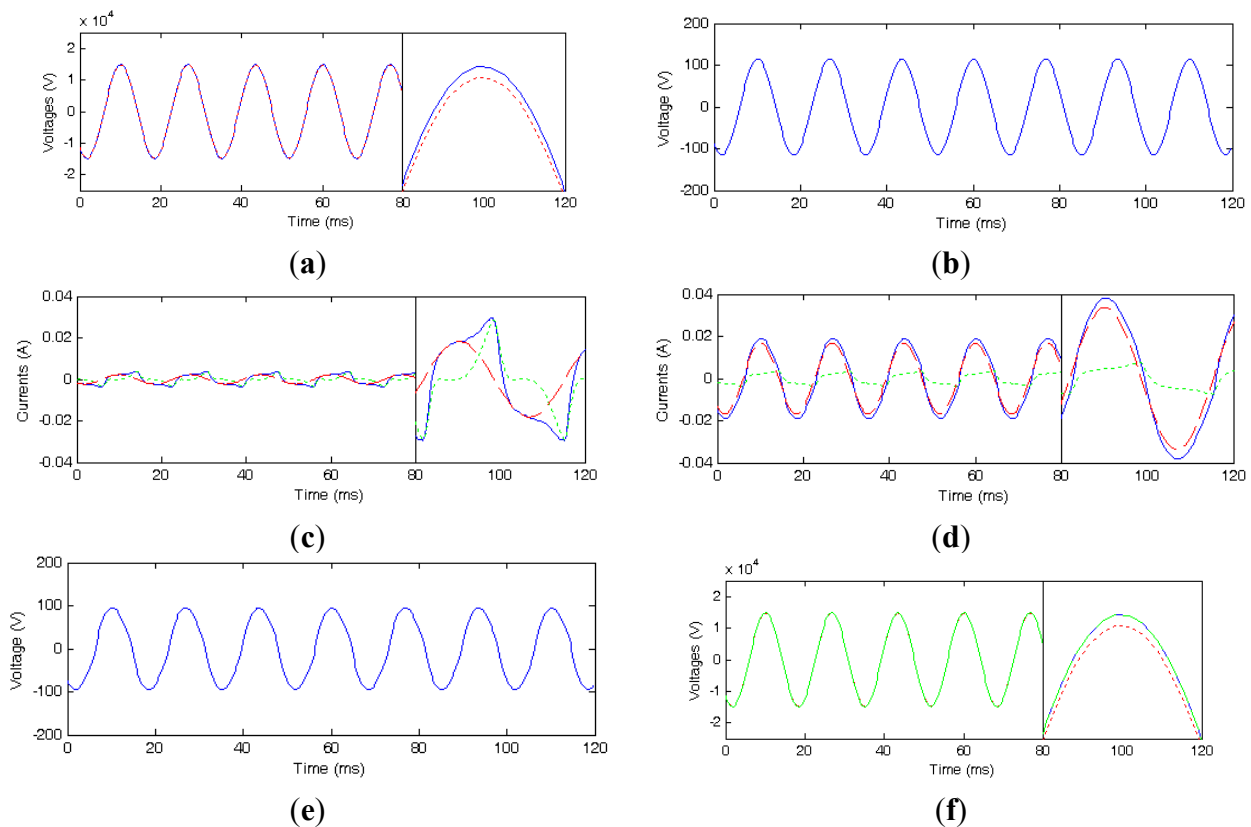 x 10⁴
2
1
0
-1
-2
Voltages (V)
0 20 40 60 80 100 120
Time (ms)
(a)
200
100
0
-100
-200
Voltage (V)
0 20 40 60 80 100 120
Time (ms)
(b)
0.04
0.02
0
-0.02
-0.04
Currents (A)
0 20 40 60 80 100 120
Time (ms)
(c)
0.04
0.02
0
-0.02
-0.04
Currents (A)
0 20 40 60 80 100 120
Time (ms)
(d)
200
100
0
-100
-200
Voltage (V)
0 20 40 60 80 100 120
Time (ms)
(e)
x 10⁴
2
1
0
-1
-2
Voltages (V)
0 20 40 60 80 100 120
Time (ms)
(f)